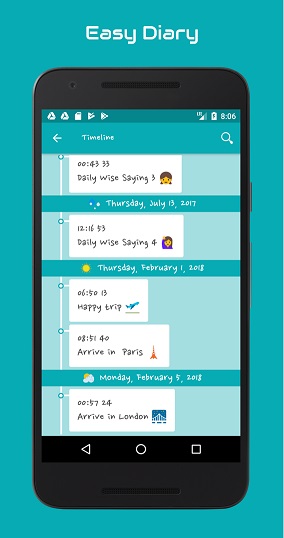 Easy Diary
8:06
Timeline
00:43 33
Daily Wise Saying 3
Thursday, July 13, 2017
12:16 53
Daily Wise Saying 4
Thursday, February 1, 2018
06:50 13
Happy trip
08:51 40
Arrive in Paris
Monday, February 5, 2018
00:57 24
Arrive in London